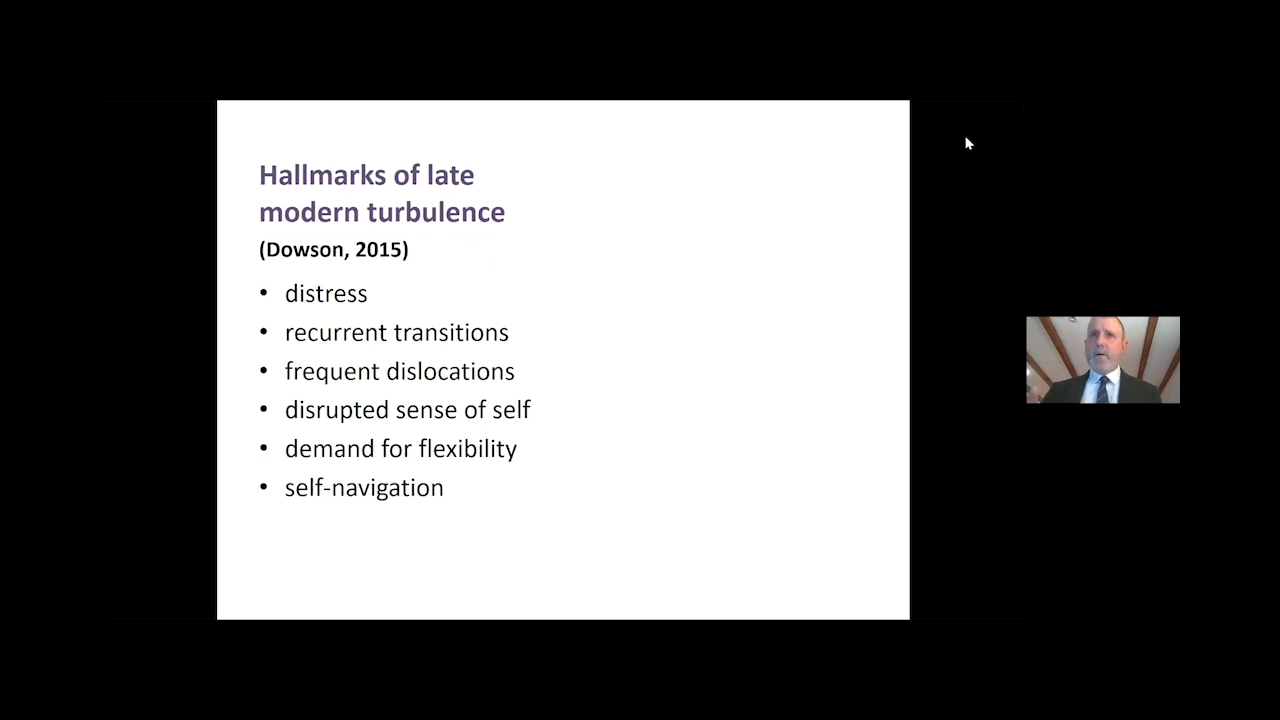 Hallmarks of late
modern turbulence
(Dowson, 2015)
• distress
• recurrent transitions
• frequent dislocations
• disrupted sense of self
• demand for flexibility
• self-navigation